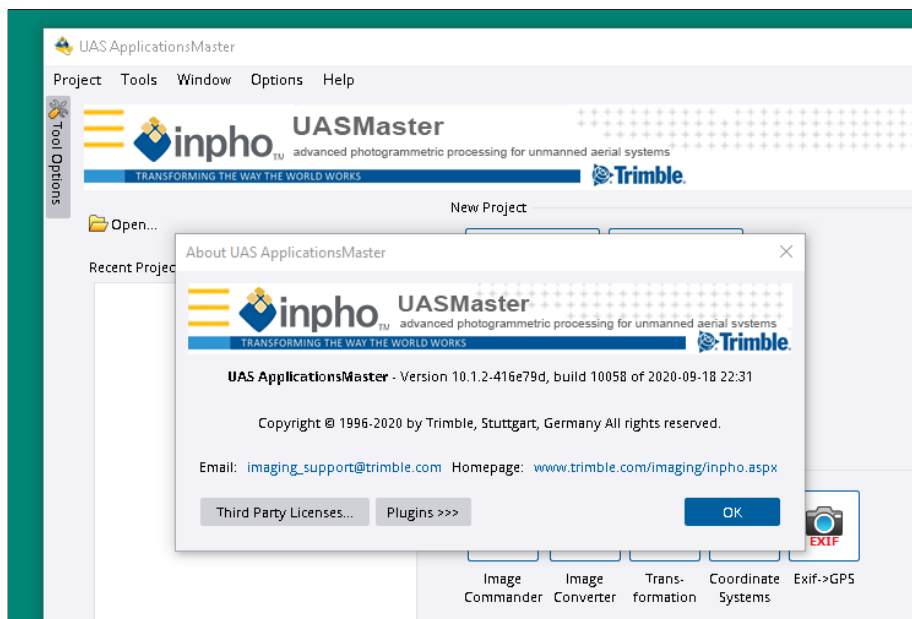 UAS ApplicationsMaster
Project Tools Window Options Help
Tool Options
inpho TM UASMaster
advanced photogrammetric processing for unmanned aerial systems
TRANSFORMING THE WAY THE WORLD WORKS
Trimble.
New Project
Open...
Recent Projec
About UAS ApplicationsMaster
inpho TM UASMaster
advanced photogrammetric processing for unmanned aerial systems
TRANSFORMING THE WAY THE WORLD WORKS
Trimble.
UAS ApplicationsMaster - Version 10.1.2-416e79d, build 10058 of 2020-09-18 22:31
Copyright © 1996-2020 by Trimble, Stuttgart, Germany All rights reserved.
Email: imaging_support@trimble.com Homepage: www.trimble.com/imaging/inpho.aspx
Third Party Licenses... Plugins >>> OK
EXIF
Image Image Trans- Coordinate Exif->GPS
Commander Converter formation Systems